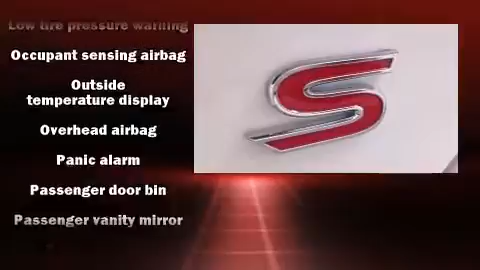 Low tire pressure warning
Occupant sensing airbag
Outside
temperature display
Overhead airbag
Panic alarm
Passenger door bin
Passenger vanity mirror
S